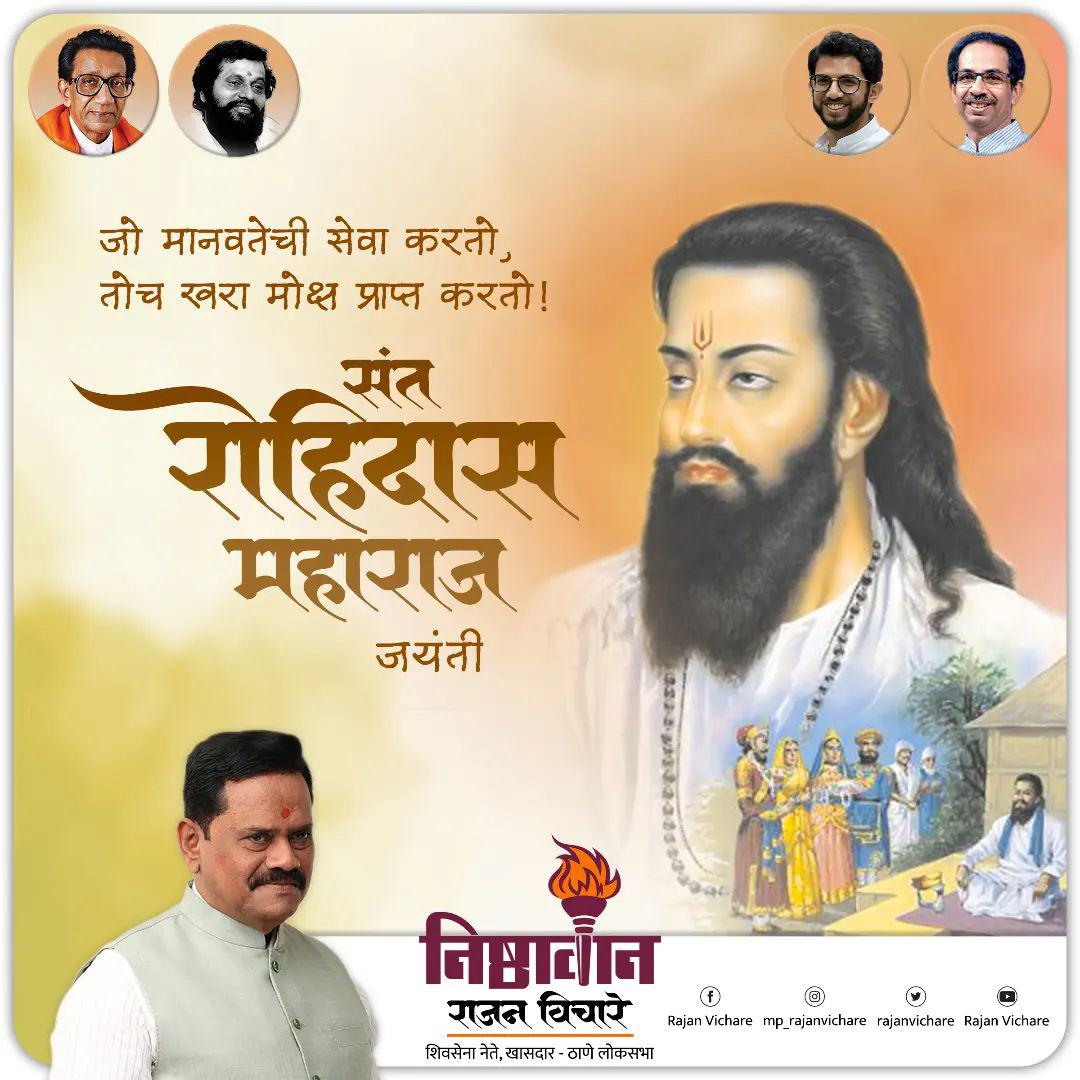 जो मानवतेची सेवा करतो,
तोच खरा मोक्ष प्राप्त करतो!
संत
रोहिदास
महाराज
जयंती
निष्ठावान
राजन विचारे
शिवसेना नेते, खासदार - ठाणे लोकसभा
Rajan Vichare mp_rajanvichare rajanvichare Rajan Vichare